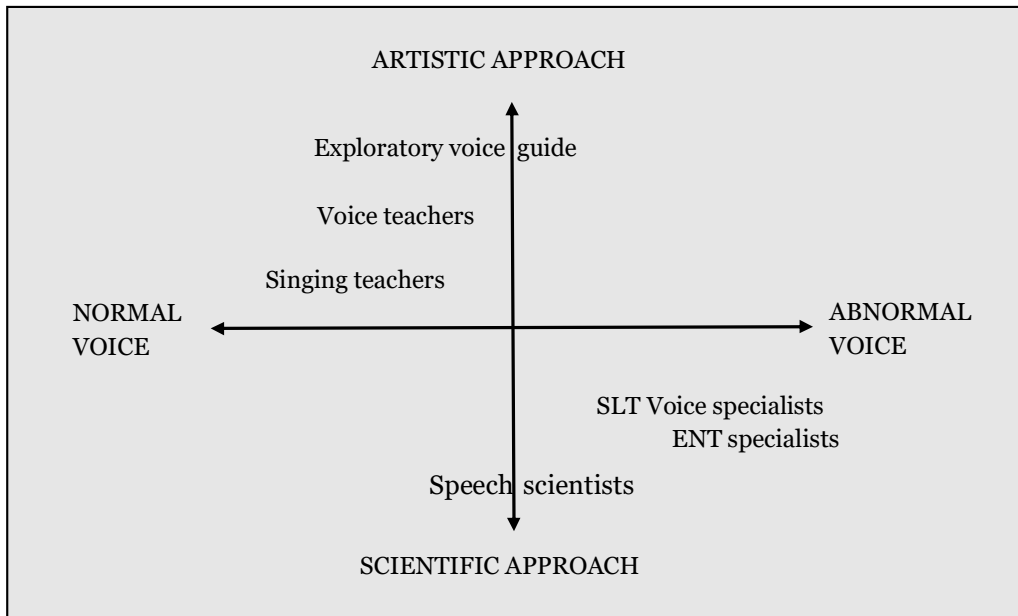 ARTISTIC APPROACH
Exploratory voice guide
Voice teachers
Singing teachers
NORMAL
VOICE
ABNORMAL
VOICE
SLT Voice specialists
ENT specialists
Speech scientists
SCIENTIFIC APPROACH